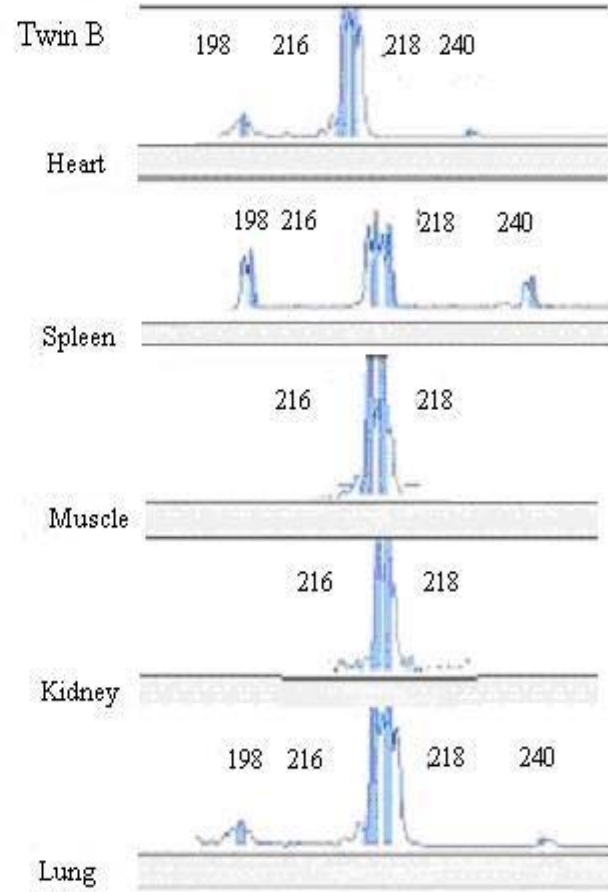 Twin B
198 216 218 240
Heart
198 216 218 240
Spleen
216 218
Muscle
216 218
Kidney
198 216 218 240
Lung